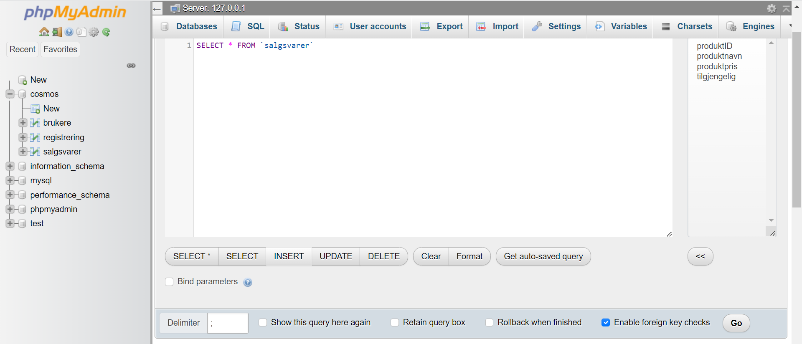 phpMyAdmin
Recent Favorites
New
cosmos
New
brukere
registrering
salgsvarer
information_schema
mysql
performance_schema
phpmyadmin
test
Server: 127.0.0.1
Databases SQL Status User accounts Export Import Settings Variables Charsets Engines
1 SELECT * FROM `salgsvarer`
produktID
produktnavn
produktpris
tilgjengelig
SELECT * SELECT INSERT UPDATE DELETE Clear Format Get auto-saved query <<
Bind parameters
Delimiter ; Show this query here again Retain query box Rollback when finished Enable foreign key checks Go